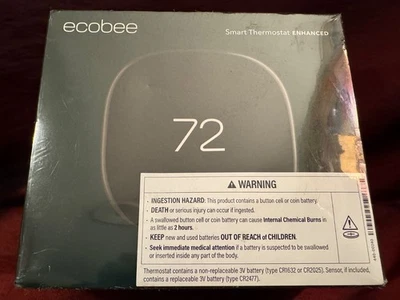 ecobee
Smart Thermostat ENHANCED
72
⚠ WARNING
• INGESTION HAZARD: This product contains a button cell or coin battery.
• DEATH or serious injury can occur if ingested.
• A swallowed button cell or coin battery can cause Internal Chemical Burns in
as little as 2 hours.
• KEEP new and used batteries OUT OF REACH of CHILDREN.
• Seek immediate medical attention if a battery is suspected to be swallowed
or inserted inside any part of the body.
Thermostat contains a non-replaceable 3V battery (type CR1632 or CR2025). Sensor, if included,
contains a replaceable 3V battery (type CR2477).